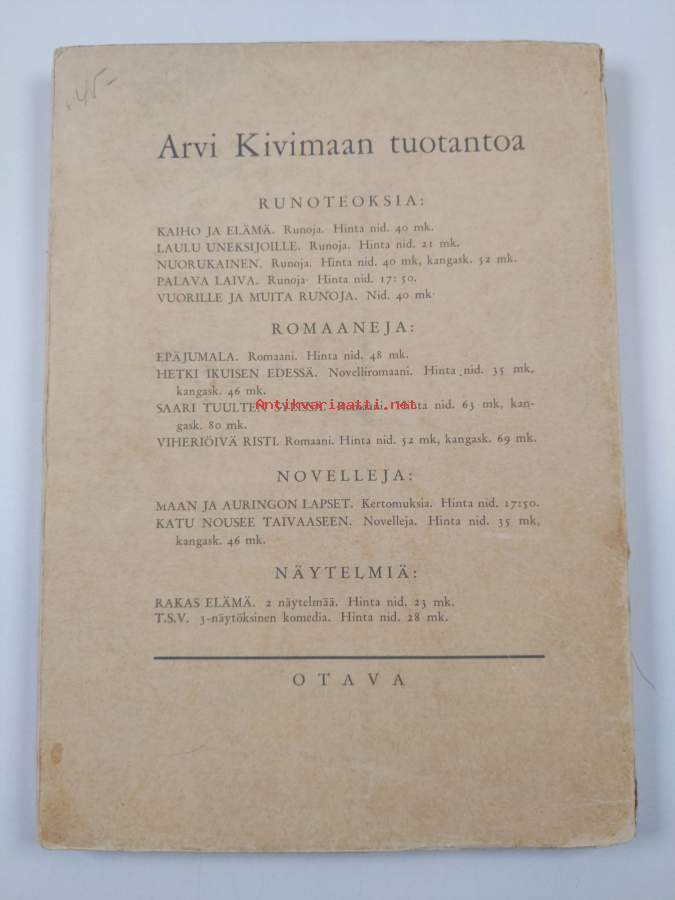 45-
Arvi Kivimaan tuotantoa
RUNOTEOKSIA:
KAIHO JA ELÄMÄ. Runoja. Hinta nid. 40 mk.
LAULU UNEKSIJOILLE. Runoja. Hinta nid. 21 mk.
NUORUKAINEN. Runoja. Hinta nid. 40 mk, kangask. 52 mk.
PALAVA LAIVA. Runoja. Hinta nid. 17:50.
VUORILLE JA MUITA RUNOJA. Nid. 40 mk.
ROMAANEJA:
EPÄJUMALA. Romaani. Hinta nid. 48 mk.
HETKI IKUISEN EDESSÄ. Novelliromaani. Hinta nid. 35 mk,
kangask. 46 mk.
Antikvariaatti.net
SAARI TUULTEN Romaani. Hinta nid. 63 mk, kan-
gask. 80 mk.
VIHERIÖIVÄ RISTI. Romaani. Hinta nid. 52 mk, kangask. 69 mk.
NOVELLEJA:
MAAN JA AURINGON LAPSET. Kertomuksia. Hinta nid. 17:50.
KATU NOUSEE TAIVAASEEN. Novelleja. Hinta nid. 35 mk,
kangask. 46 mk.
NÄYTELMIÄ:
RAKAS ELÄMÄ. 2 näytelmää. Hinta nid. 23 mk.
T.S.V. 3-näytöksinen komedia. Hinta nid. 28 mk.
OTAVA